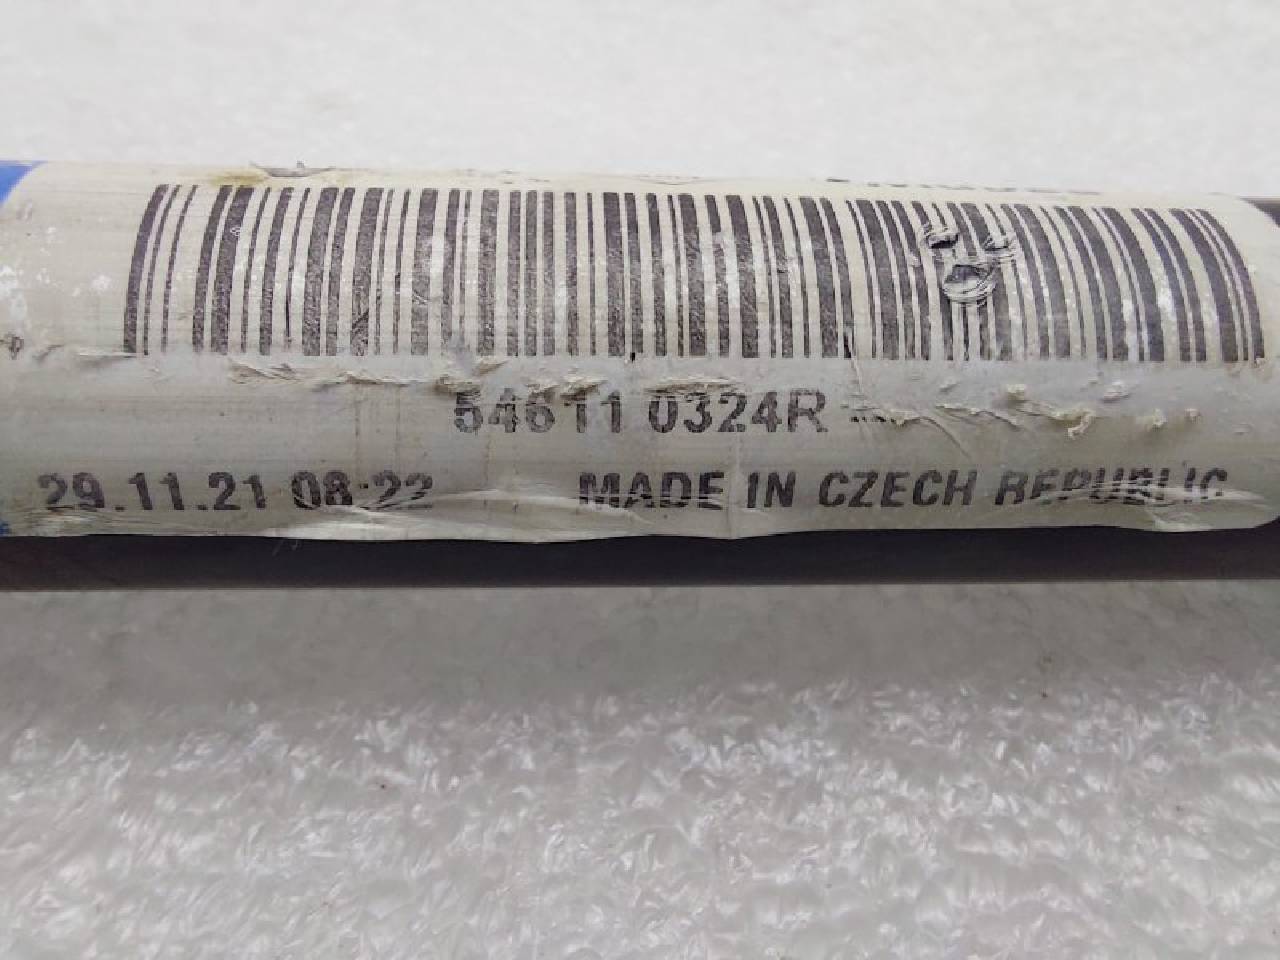 54611 0324R
29.11.21 08:22 MADE IN CZECH REPUBLIC